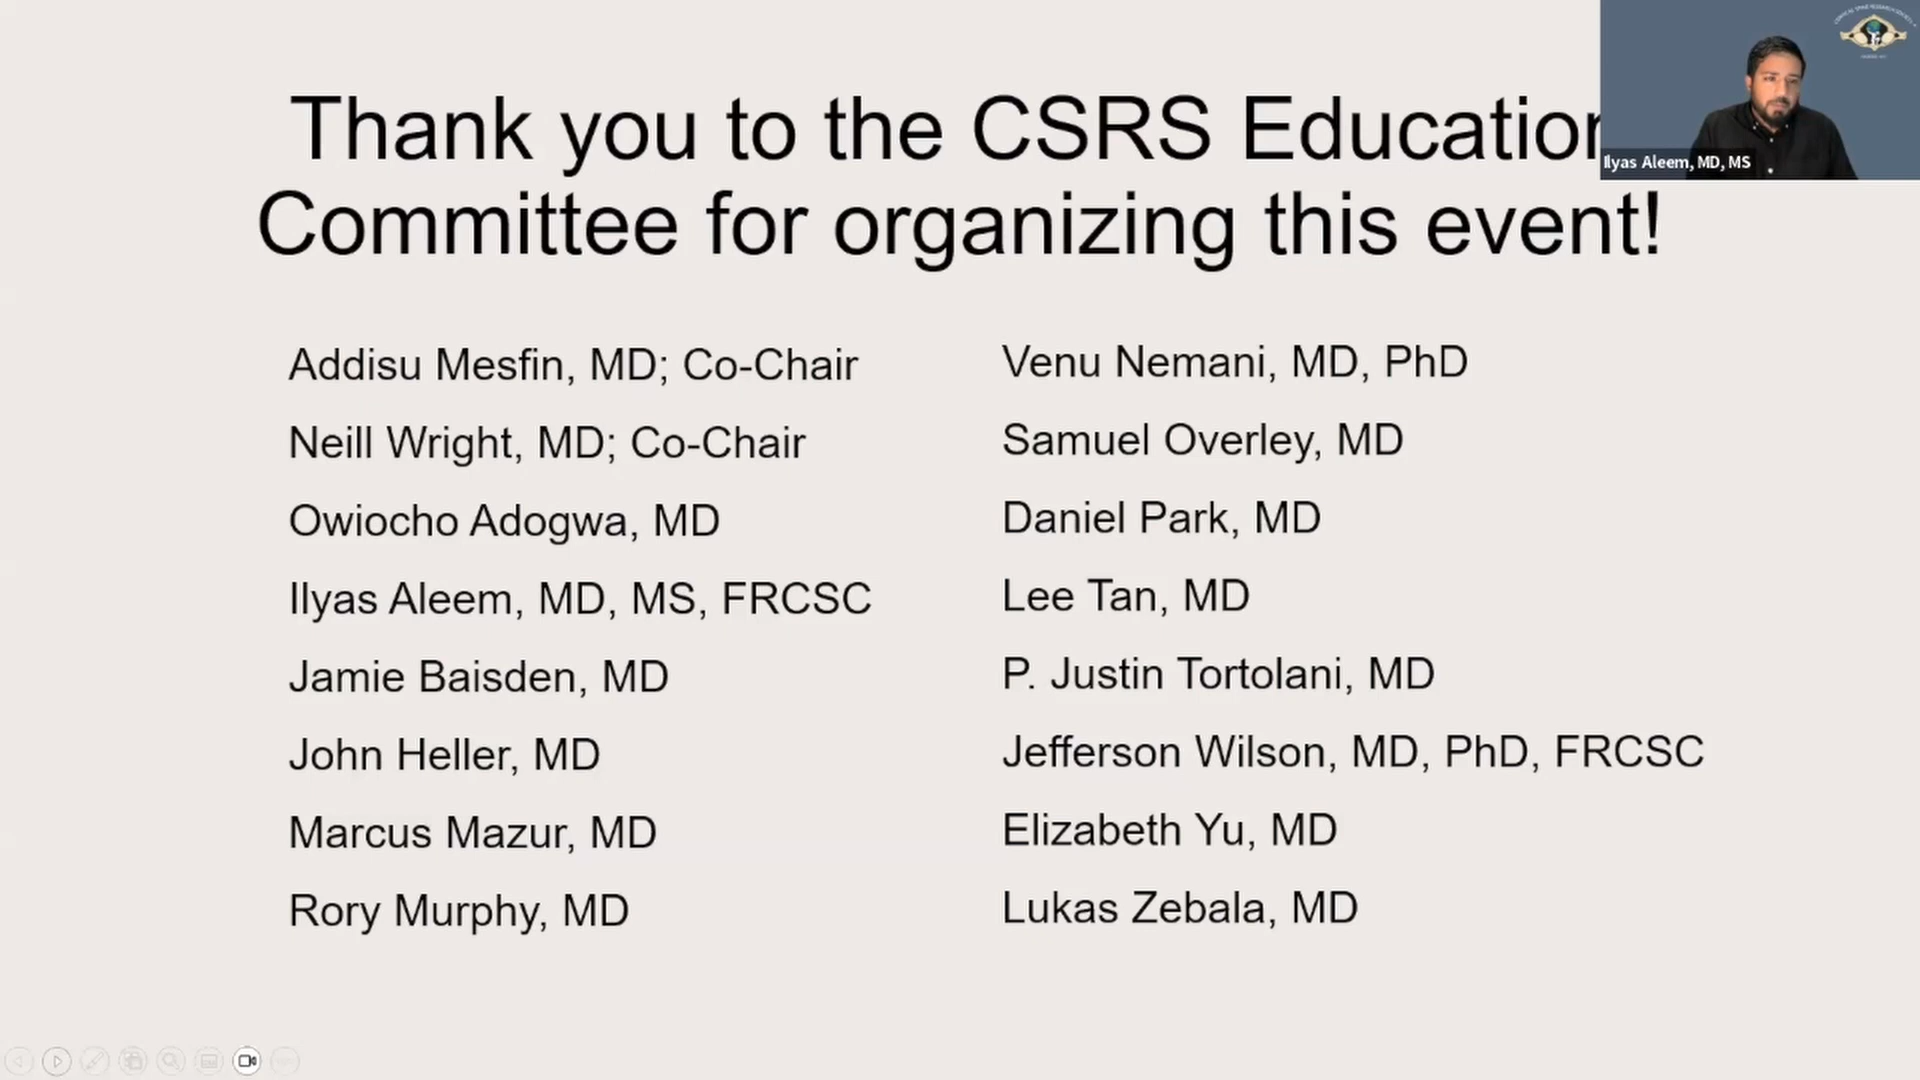 Thank you to the CSRS Education
Committee for organizing this event!
Addisu Mesfin, MD; Co-Chair
Neill Wright, MD; Co-Chair
Owiocho Adogwa, MD
Ilyas Aleem, MD, MS, FRCSC
Jamie Baisden, MD
John Heller, MD
Marcus Mazur, MD
Rory Murphy, MD
Venu Nemani, MD, PhD
Samuel Overley, MD
Daniel Park, MD
Lee Tan, MD
P. Justin Tortolani, MD
Jefferson Wilson, MD, PhD, FRCSC
Elizabeth Yu, MD
Lukas Zebala, MD
Ilyas Aleem, MD, MS